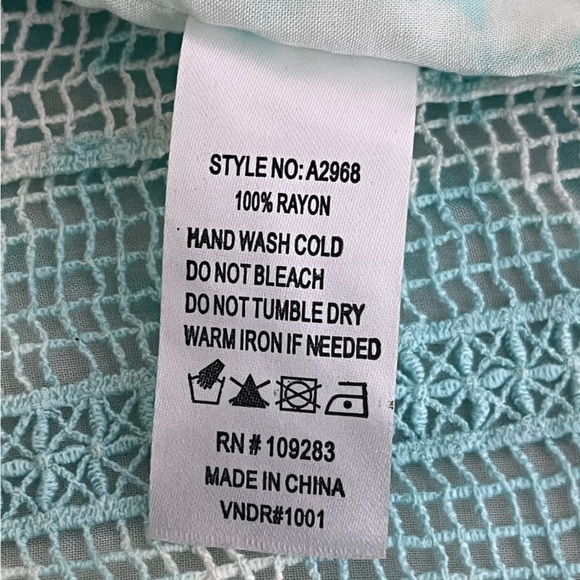 STYLE NO: A2968
100% RAYON
HAND WASH COLD
DO NOT BLEACH
DO NOT TUMBLE DRY
WARM IRON IF NEEDED
RN # 109283
MADE IN CHINA
VNDR#1001